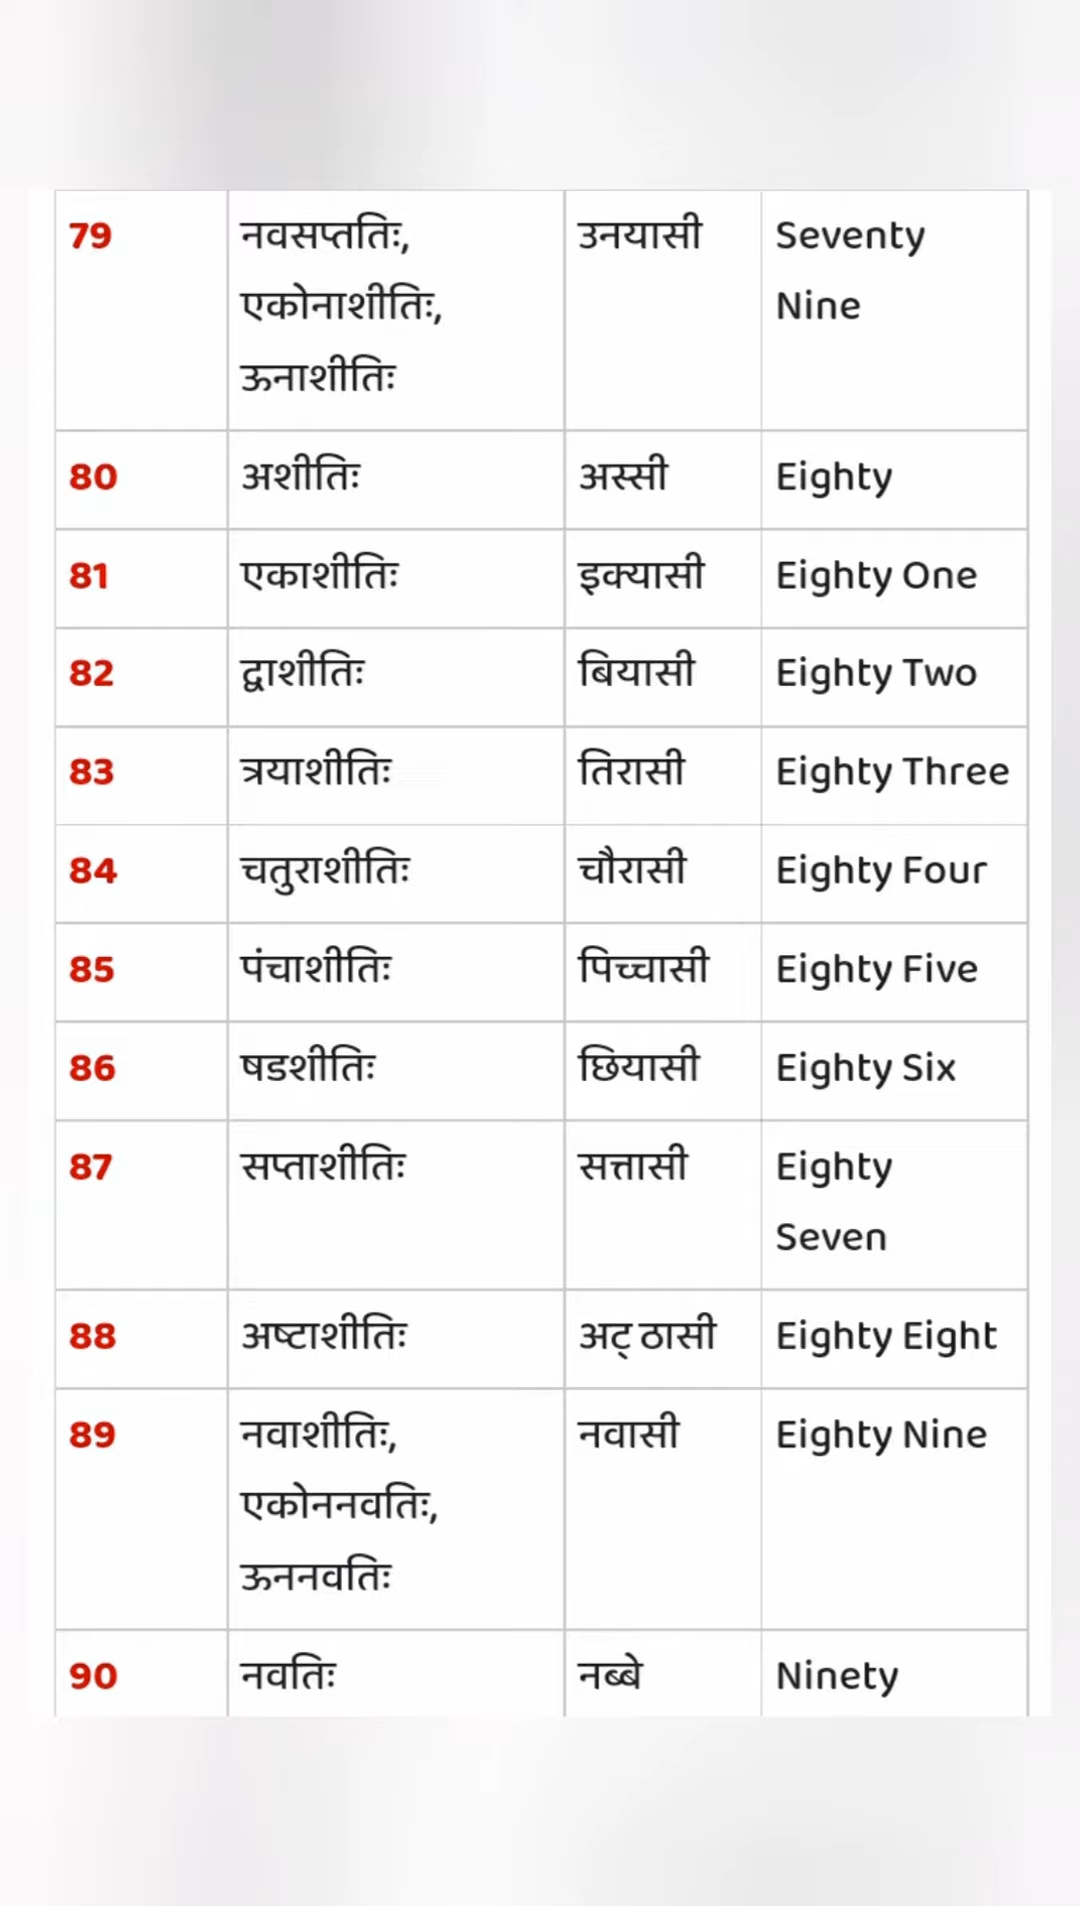 79 नवसप्ततिः, उनयासी Seventy
एकोनाशीतिः, Nine
ऊनाशीतिः
80 अशीतिः अस्सी Eighty
81 एकाशीतिः इक्यासी Eighty One
82 द्वाशीतिः बियासी Eighty Two
83 त्रयाशीतिः तिरासी Eighty Three
84 चतुराशीतिः चौरासी Eighty Four
85 पंचाशीतिः पिच्चासी Eighty Five
86 षडशीतिः छियासी Eighty Six
87 सप्ताशीतिः सत्तासी Eighty
Seven
88 अष्टाशीतिः अट् ठासी Eighty Eight
89 नवाशीतिः, नवासी Eighty Nine
एकोननवतिः,
ऊननवतिः
90 नवतिः नब्बे Ninety